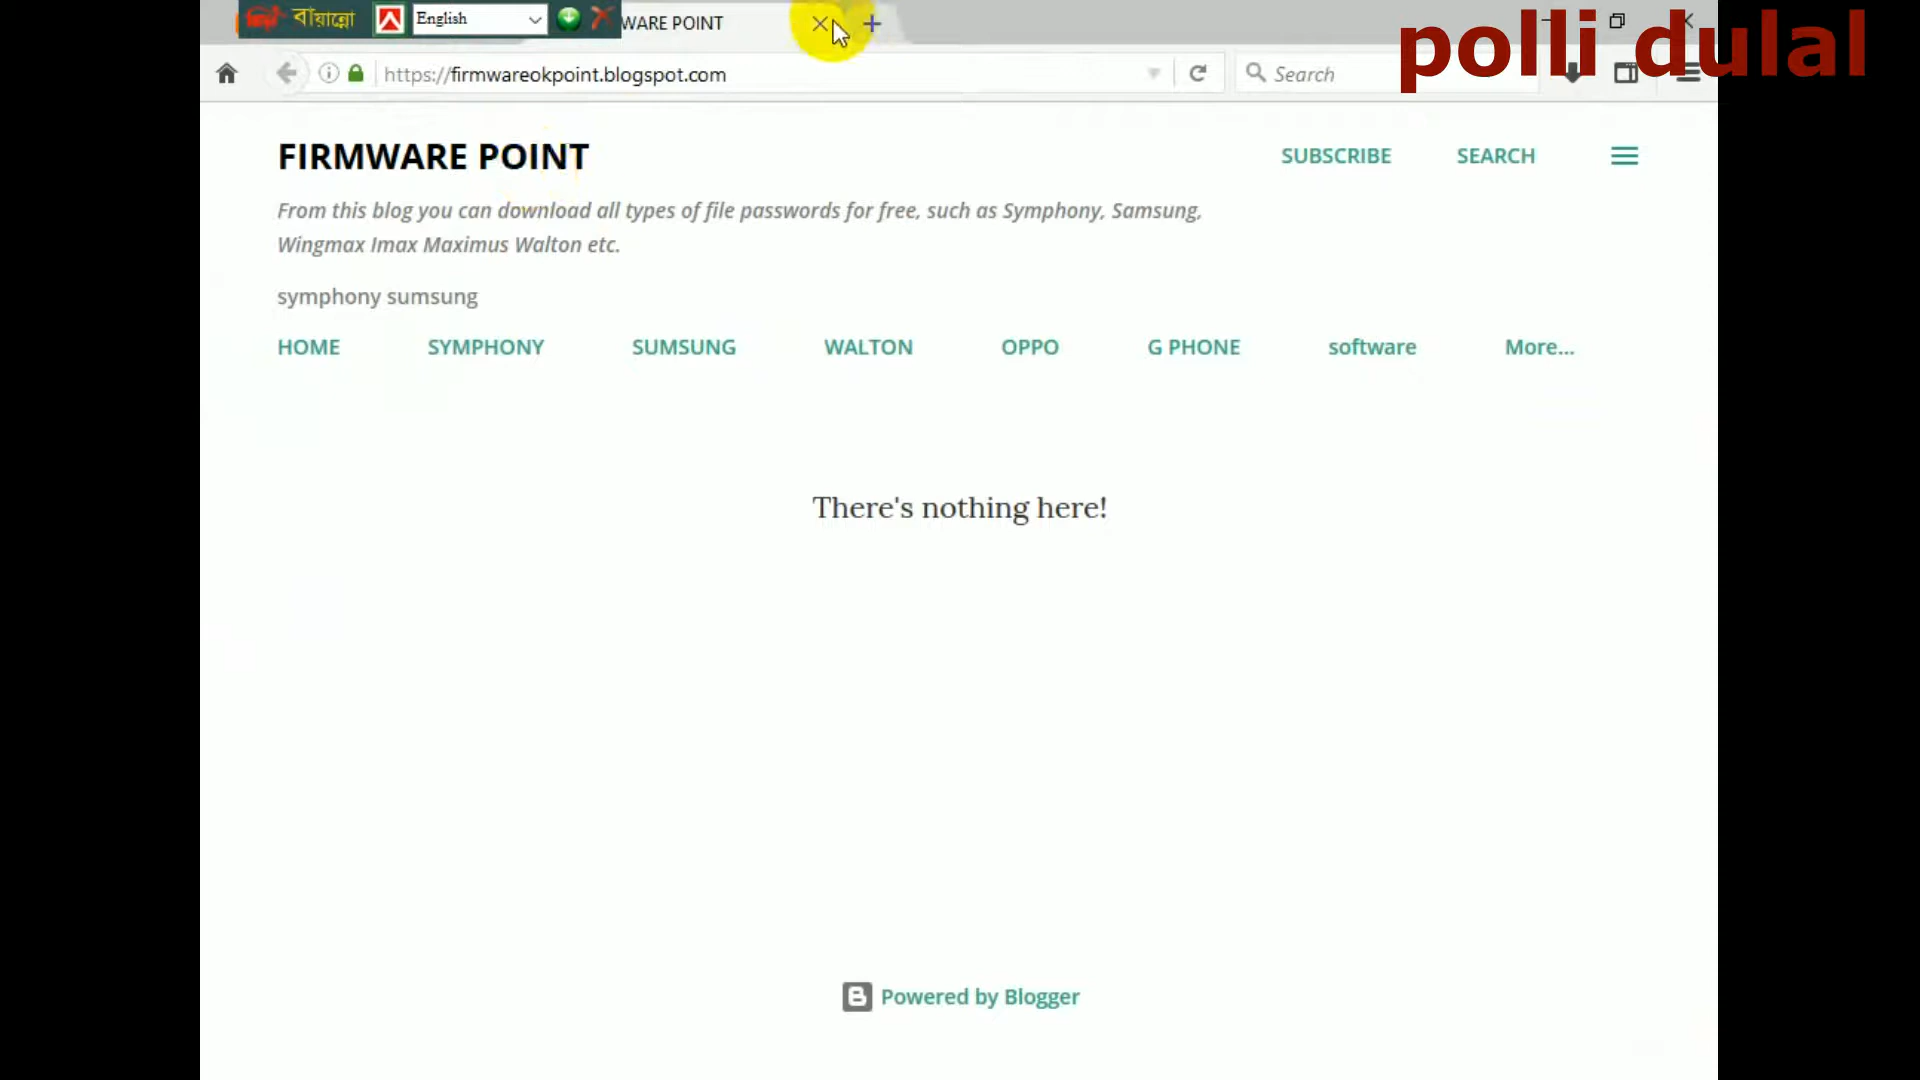 বায়ান্নো
English
WARE POINT
polli dulal
https://firmwareokpoint.blogspot.com
Search
FIRMWARE POINT
SUBSCRIBE
SEARCH
From this blog you can download all types of file passwords for free, such as Symphony, Samsung,
Wingmax Imax Maximus Walton etc.
symphony sumsung
HOME
SYMPHONY
SUMSUNG
WALTON
OPPO
G PHONE
software
More...
There's nothing here!
Powered by Blogger